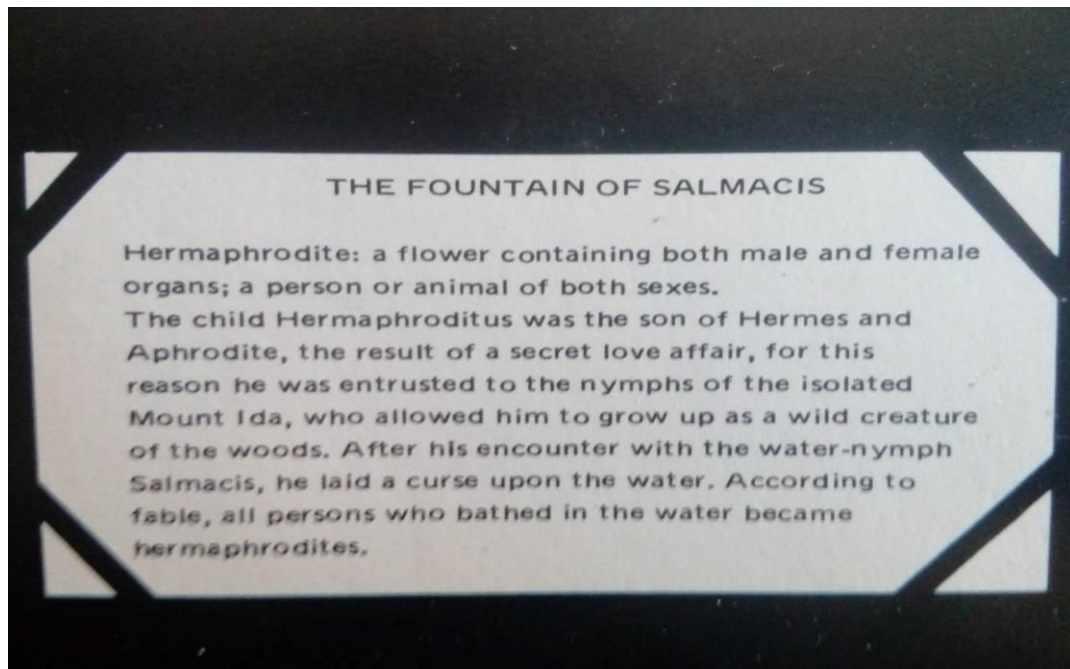 THE FOUNTAIN OF SALMACIS
Hermaphrodite: a flower containing both male and female
organs; a person or animal of both sexes.
The child Hermaphroditus was the son of Hermes and
Aphrodite, the result of a secret love affair, for this
reason he was entrusted to the nymphs of the isolated
Mount Ida, who allowed him to grow up as a wild creature
of the woods. After his encounter with the water-nymph
Salmacis, he laid a curse upon the water. According to
fable, all persons who bathed in the water became
hermaphrodites.